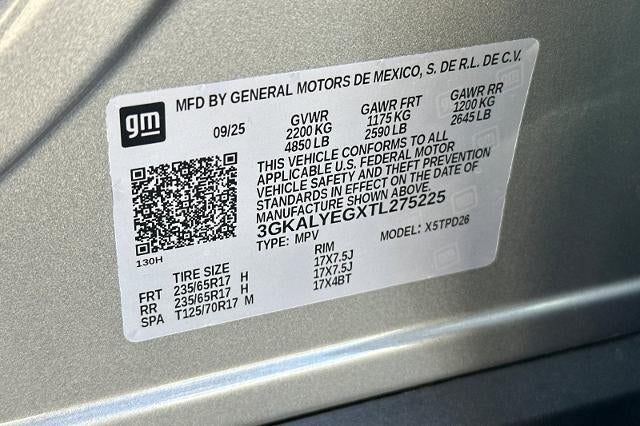 gm
MFD BY GENERAL MOTORS DE MEXICO, S. DE R.L. DE C.V.
09/25 GVWR GAWR FRT GAWR RR
2200 KG 1175 KG 1200 KG
4850 LB 2590 LB 2645 LB
THIS VEHICLE CONFORMS TO ALL
APPLICABLE U.S. FEDERAL MOTOR
VEHICLE SAFETY AND THEFT PREVENTION
STANDARDS IN EFFECT ON THE DATE OF
MANUFACTURE SHOWN ABOVE.
3GKALYEGXTL275225
TYPE: MPV MODEL: X5TPD26
130H
TIRE SIZE RIM
FRT 235/65R17 H 17X7.5J
RR 235/65R17 H 17X7.5J
SPA T125/70R17 M 17X4BT